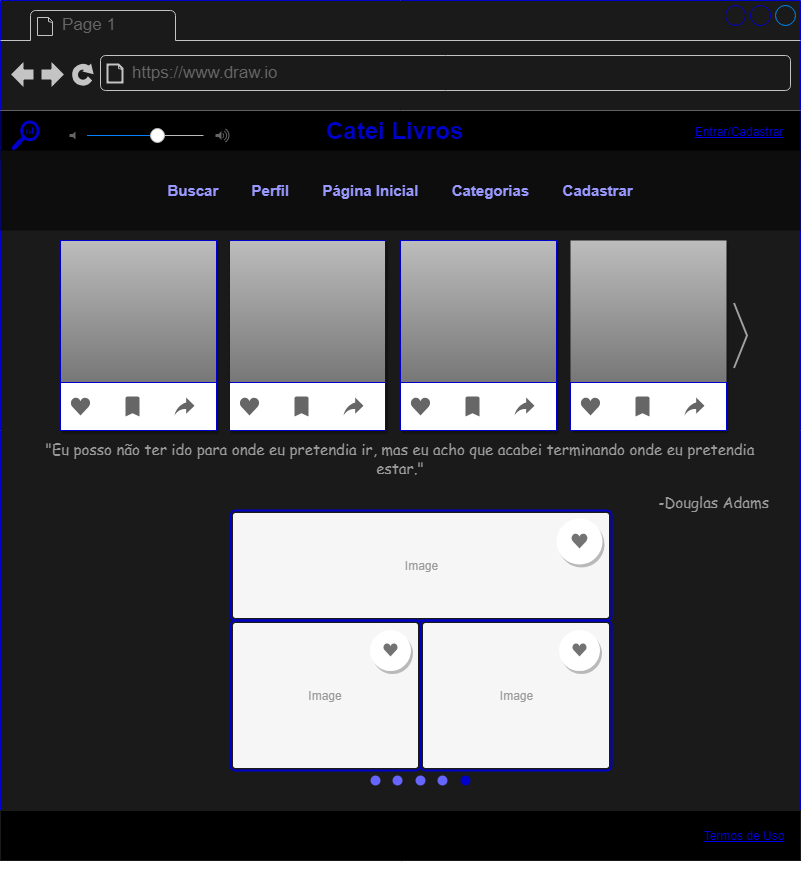 Page 1
https://www.draw.io
Catei Livros
Entrer/Cadastrar
Buscar Perfil Página Inicial Categorias Cadastrar
"Eu posso não ter ido para onde eu pretendia ir, mas eu acho que acabei terminando onde eu pretendia
estar."
-Douglas Adams
Image
Image Image
Termos de Uso